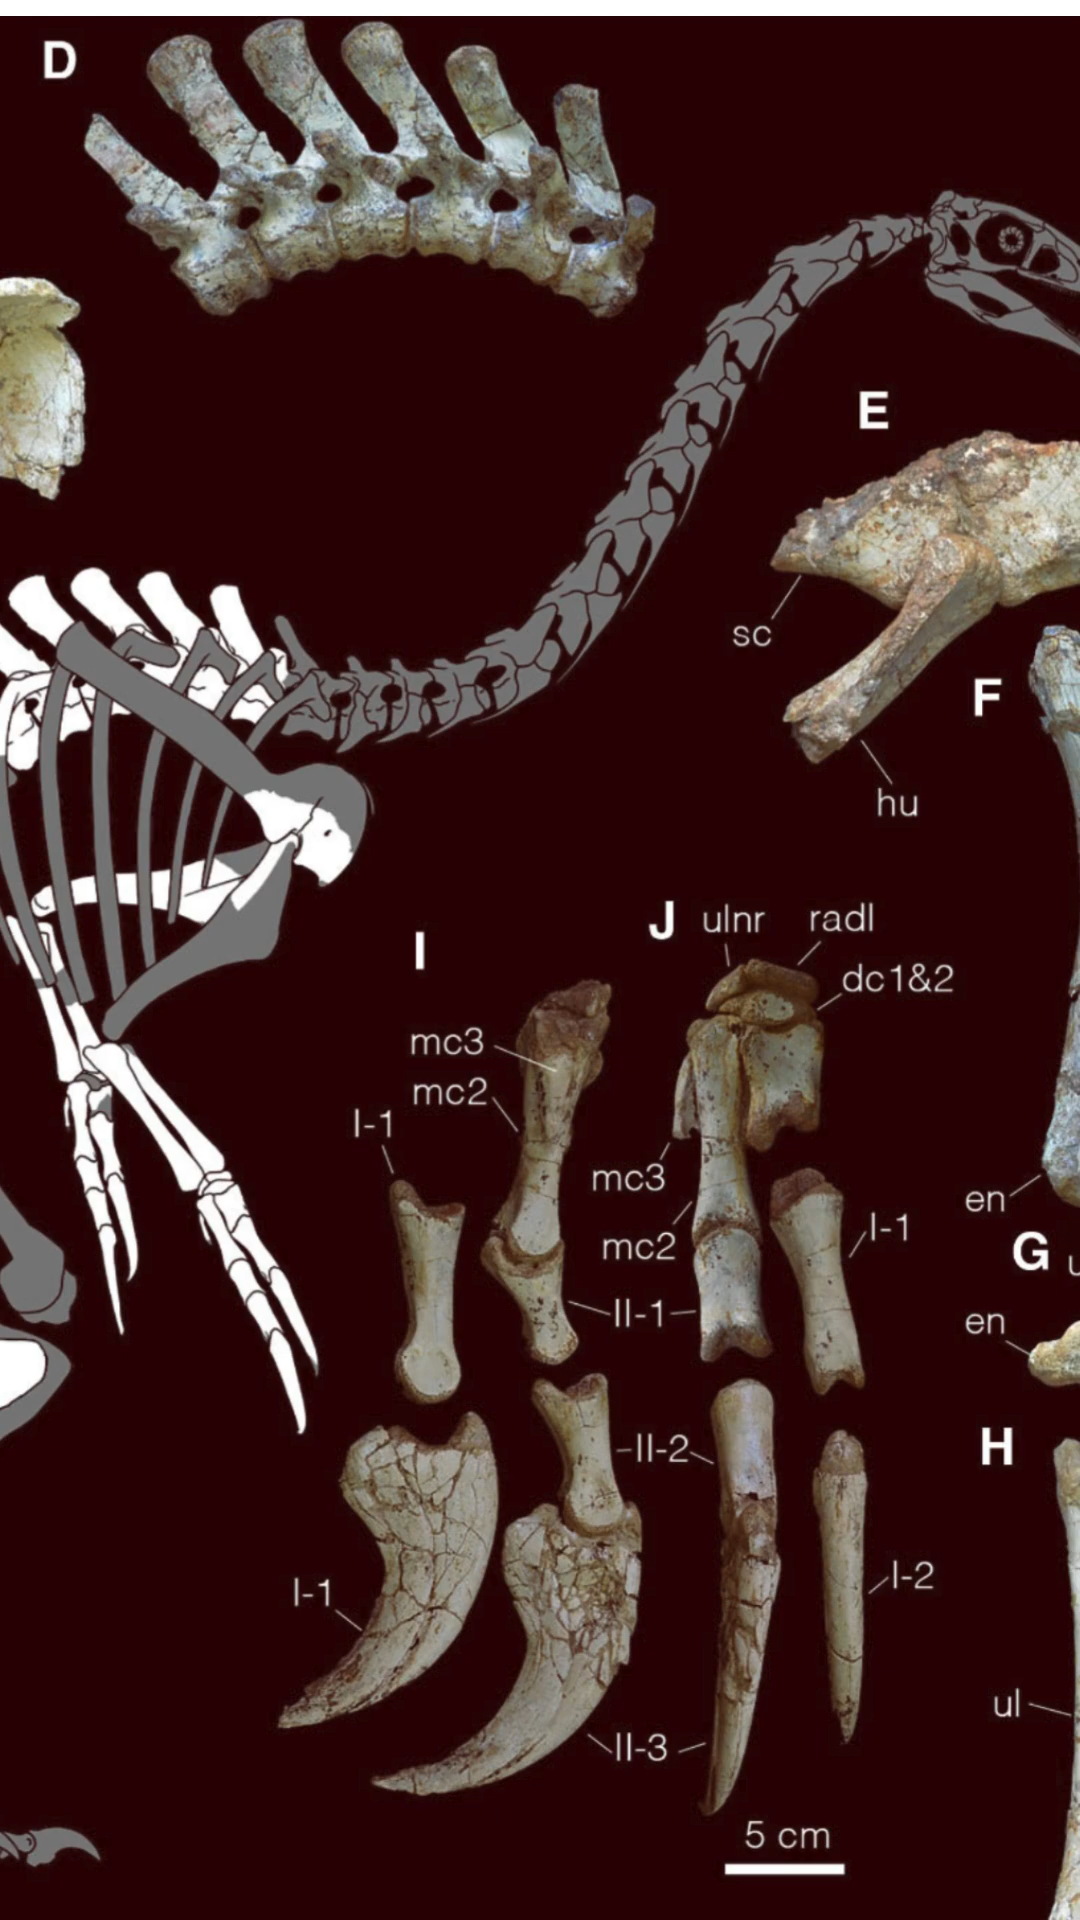 D
E
sc
F
hu
I
J
ulnr
radl
dc1&2
mc3
mc2
I-1
mc3
mc2
en
I-1
G
u
II-1
en
II-2
H
I-1
I-2
ul
II-3
5 cm